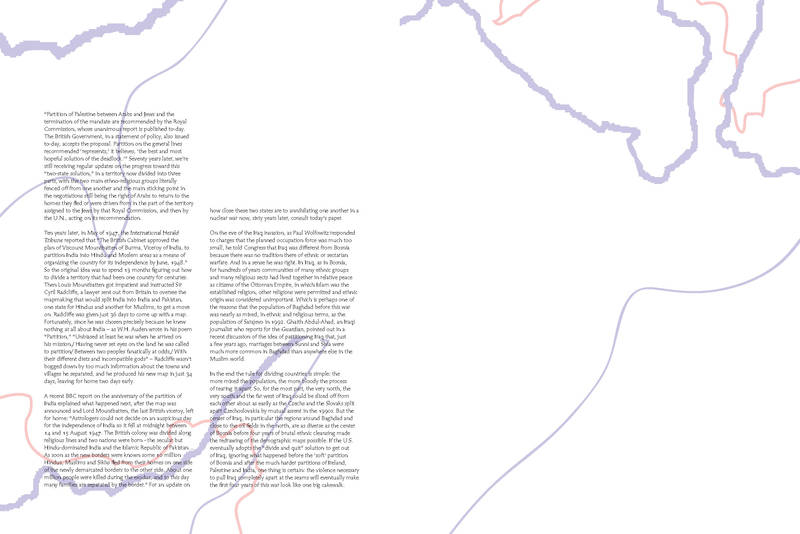 "Partition of Palestine between Arabs and Jews and the
termination of the mandate are recommended by the Royal
Commission, whose unanimous report is published to-day.
The British Government, in a statement of policy, also issued
to-day, accepts the proposal. Partition on the general lines
recommended 'represents,' it believes, 'the best and most
hopeful solution of the deadlock.'" Seventy years later, we're
still receiving regular updates on the progress toward this
"two-state solution," in a territory now divided into three
parts, with the two main ethno-religious groups literally
fenced off from one another and the main sticking point in
the negotiations still being the right of Arabs to return to the
homes they fled or were driven from in the part of the territory
assigned to the Jews by that Royal Commission, and then by
the U.N., acting on its recommendation.
Ten years later, in May of 1947, the International Herald
Tribune reported that "The British Cabinet approved the
plan of Viscount Mountbatten of Burma, Viceroy of India, to
partition India into Hindu and Moslem areas as a means of
organizing the country for its independence by June, 1948."
So the original idea was to spend 13 months figuring out how
to divide a territory that had been one country for centuries.
Then Louis Mountbatten got impatient and instructed Sir
Cyril Radcliffe, a lawyer sent out from Britain to oversee the
mapmaking that would split India into India and Pakistan,
one state for Hindus and another for Muslims, to get a move
on. Radcliffe was given just 36 days to come up with a map.
Fortunately, since he was chosen precisely because he knew
nothing at all about India – as W.H. Auden wrote in his poem
"Partition," "Unbiased at least he was when he arrived on
his mission,/ Having never set eyes on the land he was called
to partition/ Between two peoples fanatically at odds,/ With
their different diets and incompatible gods" – Radcliffe wasn't
bogged down by too much information about the towns and
villages he separated, and he produced his new map in just 34
days, leaving for home two days early.
A recent BBC report on the anniversary of the partition of
India explained what happened next, after the map was
announced and Lord Mountbatten, the last British viceroy, left
for home: "Astrologers could not decide on an auspicious day
for the independence of India so it fell at midnight between
14 and 15 August 1947. The British colony was divided along
religious lines and two nations were born - the secular but
Hindu-dominated India and the Islamic Republic of Pakistan.
As soon as the new borders were known some 10 million
Hindus, Muslims and Sikhs fled from their homes on one side
of the newly demarcated borders to the other side. About one
million people were killed during the exodus, and to this day
many families are separated by the border." For an update on
how close these two states are to annihilating one another in a
nuclear war now, sixty years later, consult today's paper.
On the eve of the Iraq invasion, as Paul Wolfowitz responded
to charges that the planned occupation force was much too
small, he told Congress that Iraq was different from Bosnia
because there was no tradition there of ethnic or sectarian
warfare. And in a sense he was right. In Iraq, as in Bosnia,
for hundreds of years communities of many ethnic groups
and many religious sects had lived together in relative peace
as citizens of the Ottoman Empire, in which Islam was the
established religion, other religions were permitted and ethnic
origin was considered unimportant. Which is perhaps one of
the reasons that the population of Baghdad before this war
was nearly as mixed, in ethnic and religious terms, as the
population of Sarajevo in 1992. Ghaith Abdul-Ahad, an Iraqi
journalist who reports for the Guardian, pointed out in a
recent discussion of the idea of partitioning Iraq that, just
a few years ago, marriages between Sunni and Shi'a were
much more common in Baghdad than anywhere else in the
Muslim world.
In the end the rule for dividing countries is simple: the
more mixed the population, the more bloody the process
of tearing it apart. So, for the most part, the very north, the
very south and the far west of Iraq could be sliced off from
each other about as easily as the Czechs and the Slovaks split
apart Czechoslovakia by mutual assent in the 1990s. But the
center of Iraq, in particular the regions around Baghdad and
close to the oil fields in the north, are as diverse as the center
of Bosnia before four years of brutal ethnic cleansing made
the redrawing of the demographic maps possible. If the U.S.
eventually adopts the "divide and quit" solution to get out
of Iraq, ignoring what happened before the "soft" partition
of Bosnia and after the much harder partitions of Ireland,
Palestine and India, one thing is certain: the violence necessary
to pull Iraq completely apart at the seams will eventually make
the first four years of this war look like one big cakewalk.